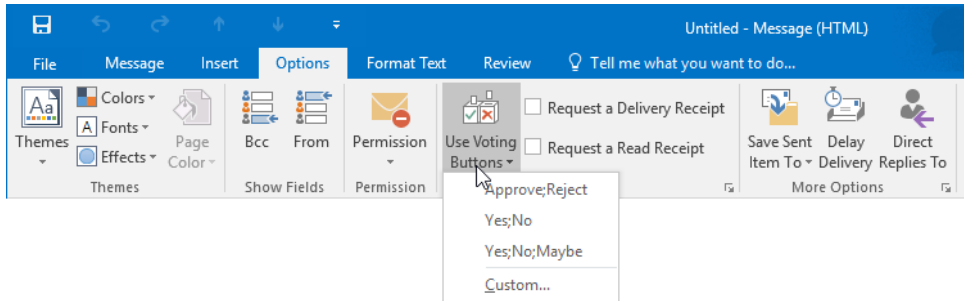 Untitled - Message (HTML)
File Message Insert Options Format Text Review Tell me what you want to do...
Aa Colors
A Fonts
Effects
Themes
Page
Color
Bcc From
Permission
Use Voting
Buttons
Request a Delivery Receipt
Request a Read Receipt
Save Sent
Item To
Delay
Delivery
Direct
Replies To
Themes Show Fields Permission More Options
Approve;Reject
Yes;No
Yes;No;Maybe
Custom...